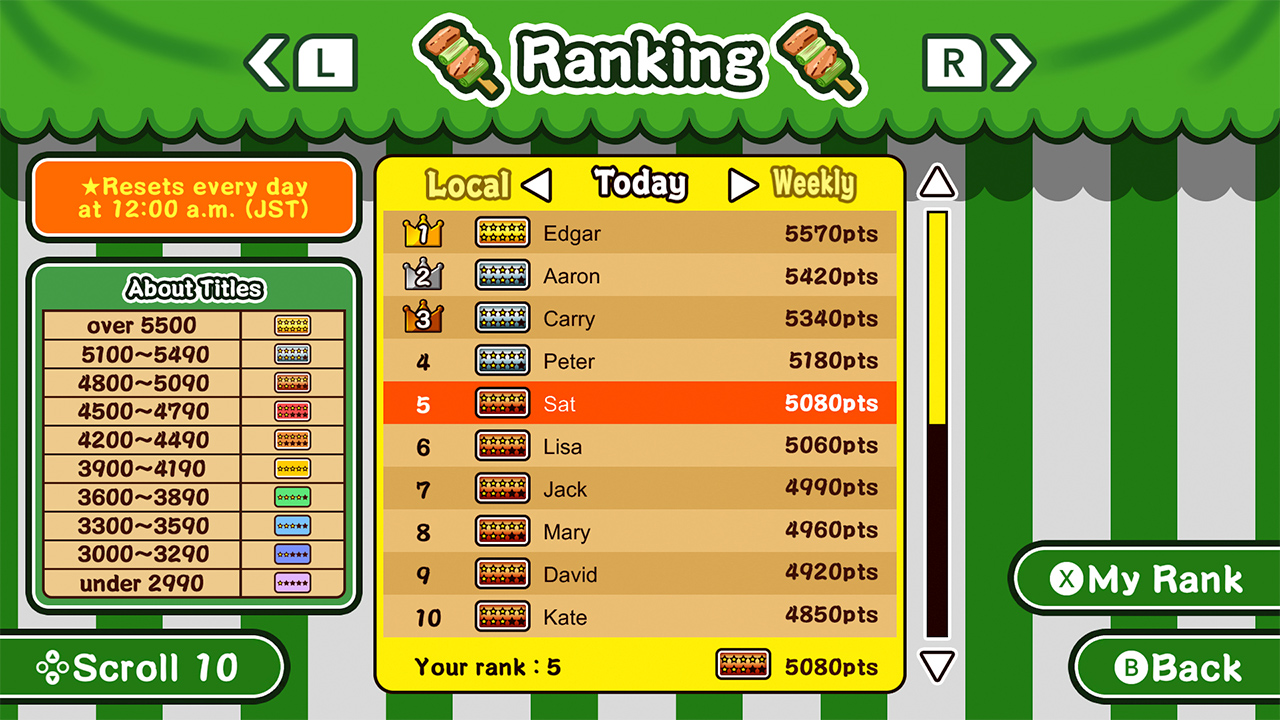 L
Ranking
R
★Resets every day
at 12:00 a.m. (JST)
About Titles
over 5500
5100~5490
4800~5090
4500~4790
4200~4490
3900~4190
3600~3890
3300~3590
3000~3290
under 2990
Scroll 10
Local Today Weekly
1 Edgar 5570pts
2 Aaron 5420pts
3 Carry 5340pts
4 Peter 5180pts
5 Sat 5080pts
6 Lisa 5060pts
7 Jack 4990pts
8 Mary 4960pts
9 David 4920pts
10 Kate 4850pts
Your rank : 5 5080pts
X My Rank
B Back